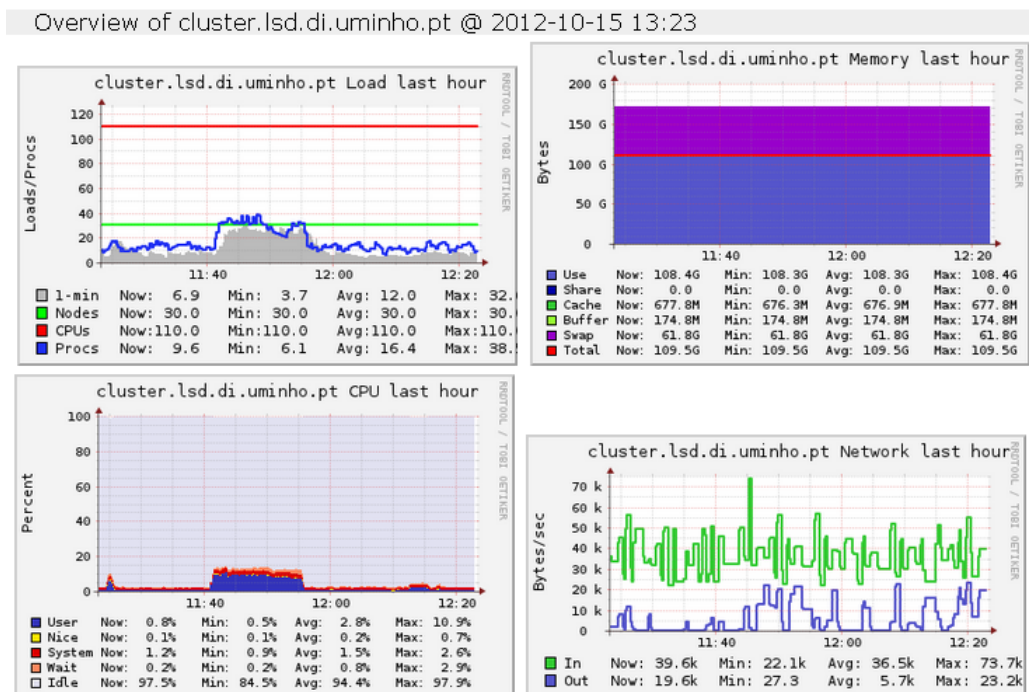 Overview of cluster.lsd.di.uminho.pt @ 2012-10-15 13:23
cluster.lsd.di.uminho.pt Load last hour
RRDTOOL / TOBI OETIKER
Loads/Procs
120
100
80
60
40
20
0
11:40 12:00 12:20
1-min Now: 6.9 Min: 3.7 Avg: 12.0 Max: 32.
Nodes Now: 30.0 Min: 30.0 Avg: 30.0 Max: 30.
CPUs Now:110.0 Min:110.0 Avg:110.0 Max:110.
Procs Now: 9.6 Min: 6.1 Avg: 16.4 Max: 38.
cluster.lsd.di.uminho.pt Memory last hour
RRDTOOL / TOBI OETIKER
Bytes
200 G
150 G
100 G
50 G
0
11:40 12:00 12:20
Use Now: 108.4G Min: 108.3G Avg: 108.3G Max: 108.4G
Share Now: 0.0 Min: 0.0 Avg: 0.0 Max: 0.0
Cache Now: 677.8M Min: 676.3M Avg: 676.9M Max: 677.8M
Buffer Now: 174.8M Min: 174.8M Avg: 174.8M Max: 174.8M
Swap Now: 61.8G Min: 61.8G Avg: 61.8G Max: 61.8G
Total Now: 109.5G Min: 109.5G Avg: 109.5G Max: 109.5G
cluster.lsd.di.uminho.pt CPU last hour
RRDTOOL / TOBI OETIKER
Percent
100
80
60
40
20
0
11:40 12:00 12:20
User Now: 0.8% Min: 0.5% Avg: 2.8% Max: 10.9%
Nice Now: 0.1% Min: 0.1% Avg: 0.2% Max: 0.7%
System Now: 1.2% Min: 0.9% Avg: 1.5% Max: 2.6%
Wait Now: 0.2% Min: 0.2% Avg: 0.8% Max: 2.9%
Idle Now: 97.5% Min: 84.5% Avg: 94.4% Max: 97.9%
cluster.lsd.di.uminho.pt Network last hour
RRDTOOL / TOBI OETIKER
Bytes/sec
70 k
60 k
50 k
40 k
30 k
20 k
10 k
0
11:40 12:00 12:20
In Now: 39.6k Min: 22.1k Avg: 36.5k Max: 73.7k
Out Now: 19.6k Min: 27.3 Avg: 5.7k Max: 23.2k